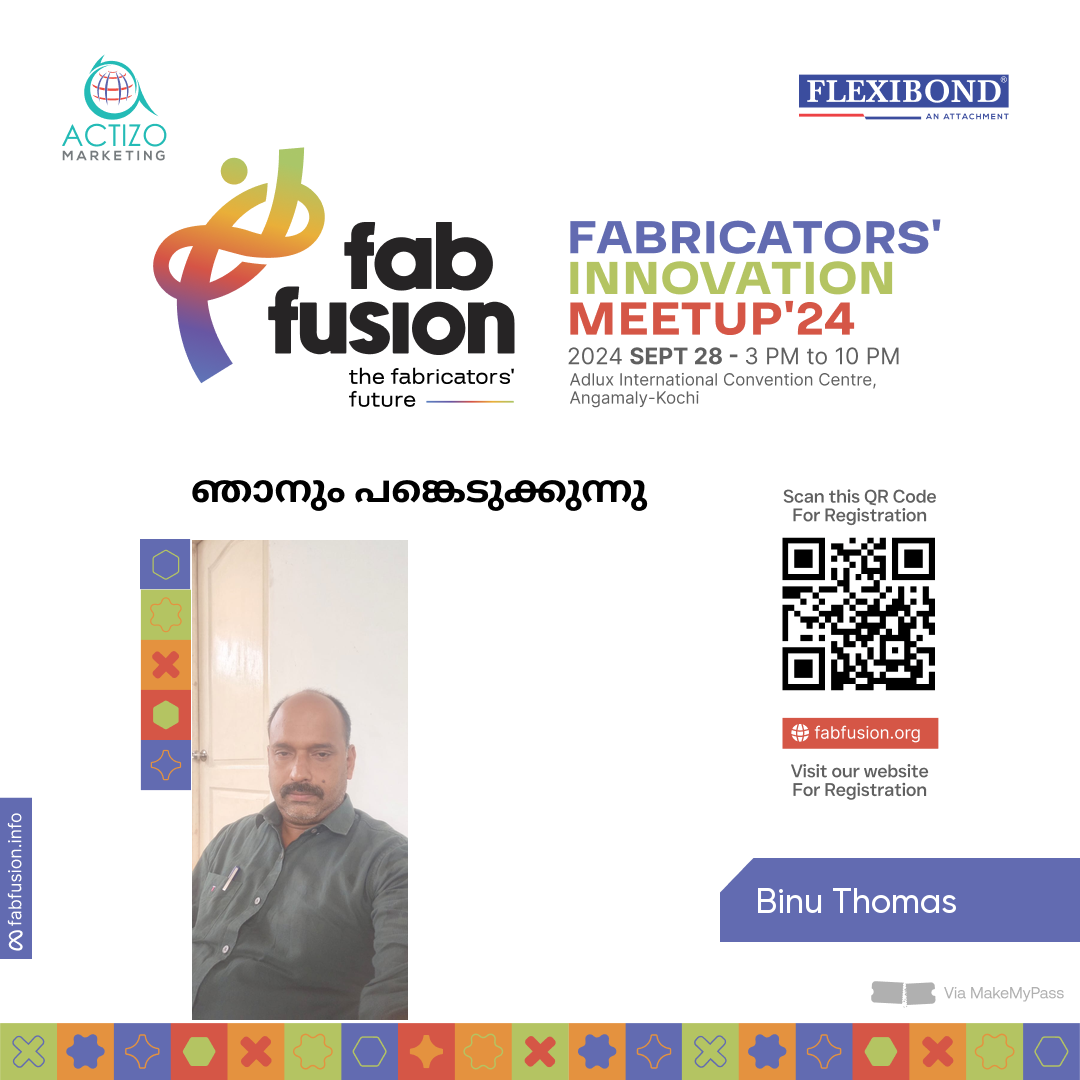 ACTIZO
MARKETING
FLEXIBOND®
AN ATTACHMENT
fab
fusion
the fabricators'
future
FABRICATORS'
INNOVATION
MEETUP'24
2024 SEPT 28 - 3 PM to 10 PM
Adlux International Convention Centre,
Angamaly-Kochi
ഞാനും പങ്കെടുക്കുന്നു
Scan this QR Code
For Registration
fabfusion.org
Visit our website
For Registration
fabfusion.info
Binu Thomas
Via MakeMyPass